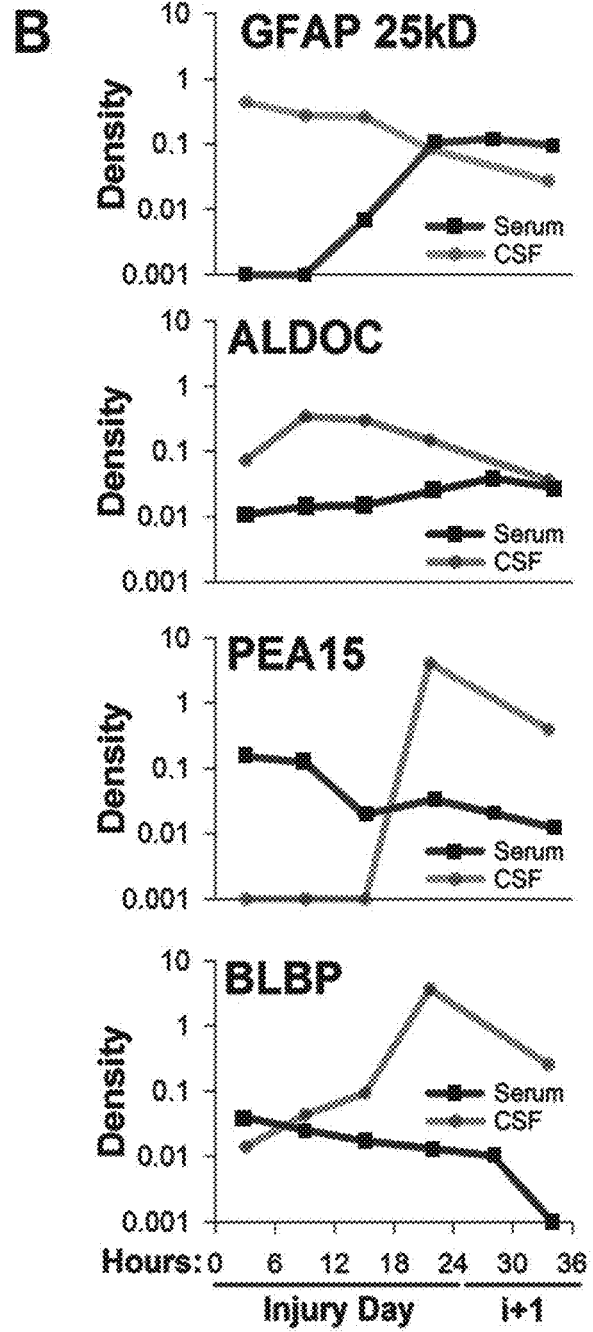 B
GFAP 25kD
10
1
0.1
0.01
0.001
Density
Serum
CSF
ALDOC
10
1
0.1
0.01
0.001
Density
Serum
CSF
PEA15
10
1
0.1
0.01
0.001
Density
Serum
CSF
BLBP
10
1
0.1
0.01
0.001
Density
Serum
CSF
Hours: 0 6 12 18 24 30 36
Injury Day i+1